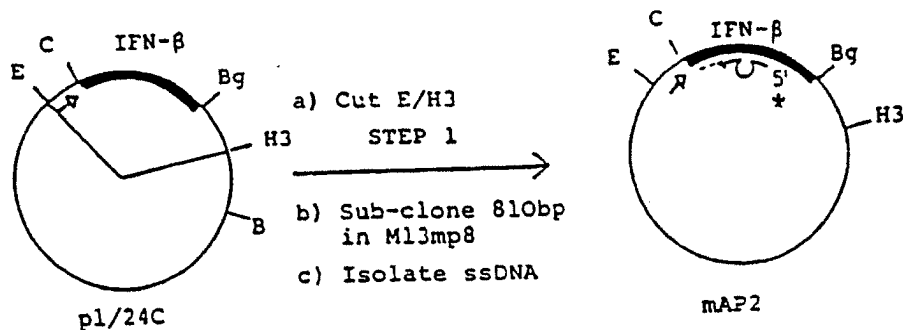 C
IFN-β
E
Bg
H3
B
p1/24C
a) Cut E/H3
STEP 1
b) Sub-clone 810bp
in M13mp8
c) Isolate ssDNA
IFN-β
C
E
Bg
5'
*
H3
mAP2